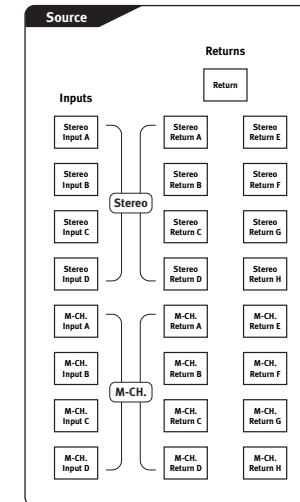 Source
Returns
Return
Inputs
Stereo
Input A
Stereo
Return A
Stereo
Return E
Stereo
Input B
Stereo
Return B
Stereo
Return F
Stereo
Stereo
Input C
Stereo
Return C
Stereo
Return G
Stereo
Input D
Stereo
Return D
Stereo
Return H
M-CH.
Input A
M-CH.
Return A
M-CH.
Return E
M-CH.
Input B
M-CH.
Return B
M-CH.
Return F
M-CH.
M-CH.
Input C
M-CH.
Return C
M-CH.
Return G
M-CH.
Input D
M-CH.
Return D
M-CH.
Return H